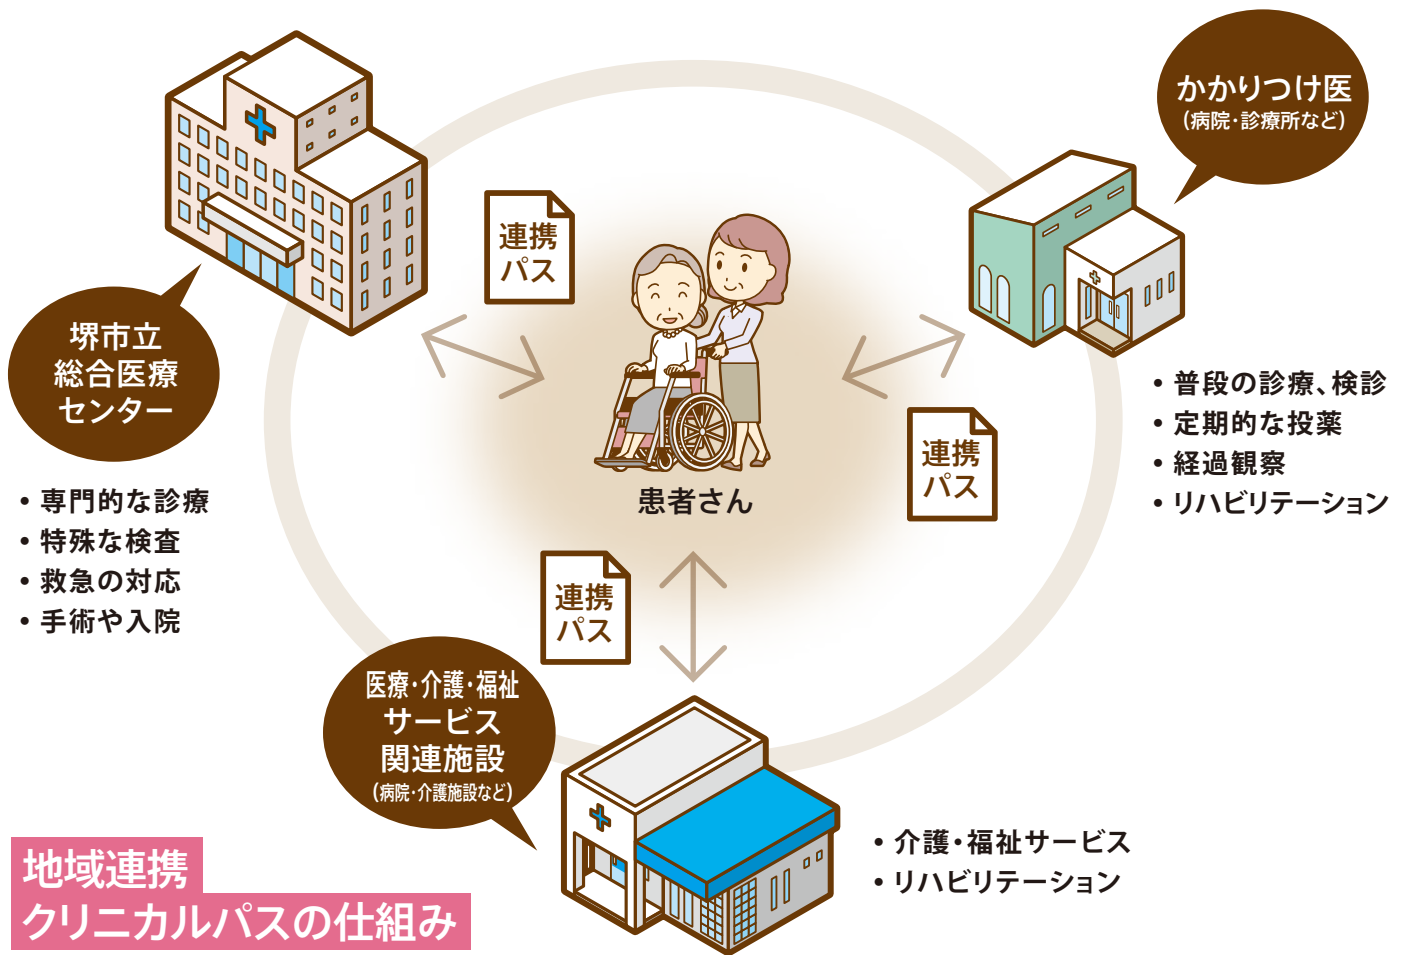 かかりつけ医
(病院・診療所など)
連携
パス
堺市立
総合医療
センター
・専門的な診療
・特殊な検査
・救急の対応
・手術や入院
患者さん
・普段の診療、検診
・定期的な投薬
・経過観察
・リハビリテーション
連携
パス
連携
パス
医療・介護・福祉
サービス
関連施設
(病院・介護施設など)
・介護・福祉サービス
・リハビリテーション
地域連携
クリニカルパスの仕組み